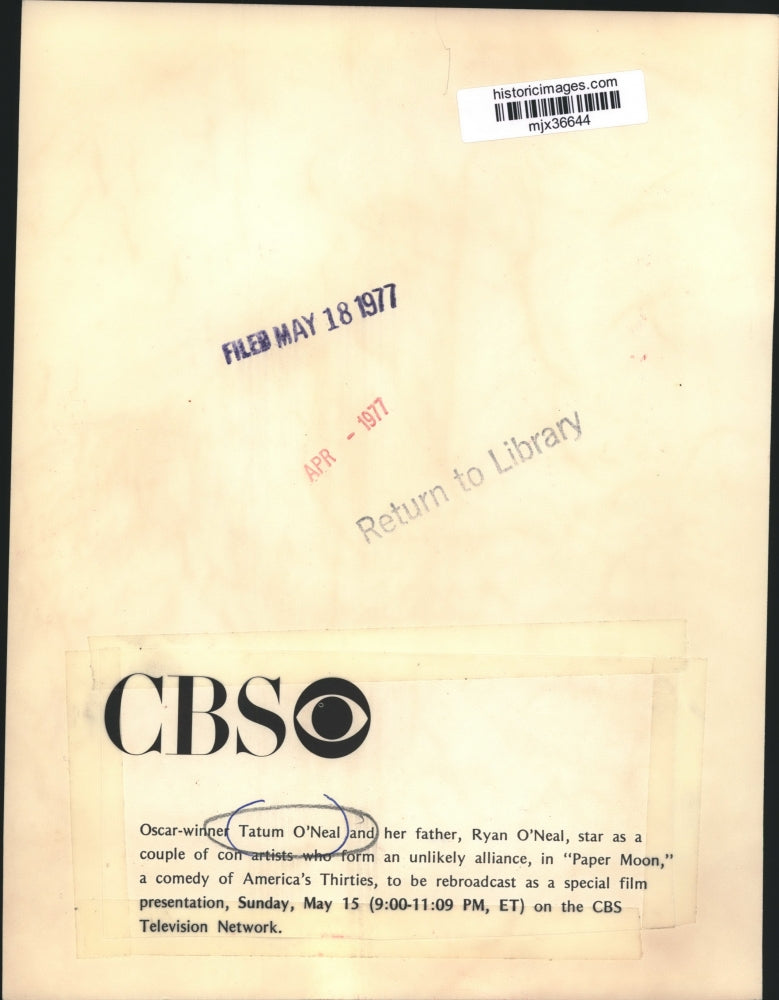 historicimages.com
mjx36644
FILED MAY 18 1977
APR - 1977
Return to Library
CBS
Oscar-winner Tatum O'Neal and her father, Ryan O'Neal, star as a
couple of con artists who form an unlikely alliance, in "Paper Moon,"
a comedy of America's Thirties, to be rebroadcast as a special film
presentation, Sunday, May 15 (9:00-11:09 PM, ET) on the CBS
Television Network.